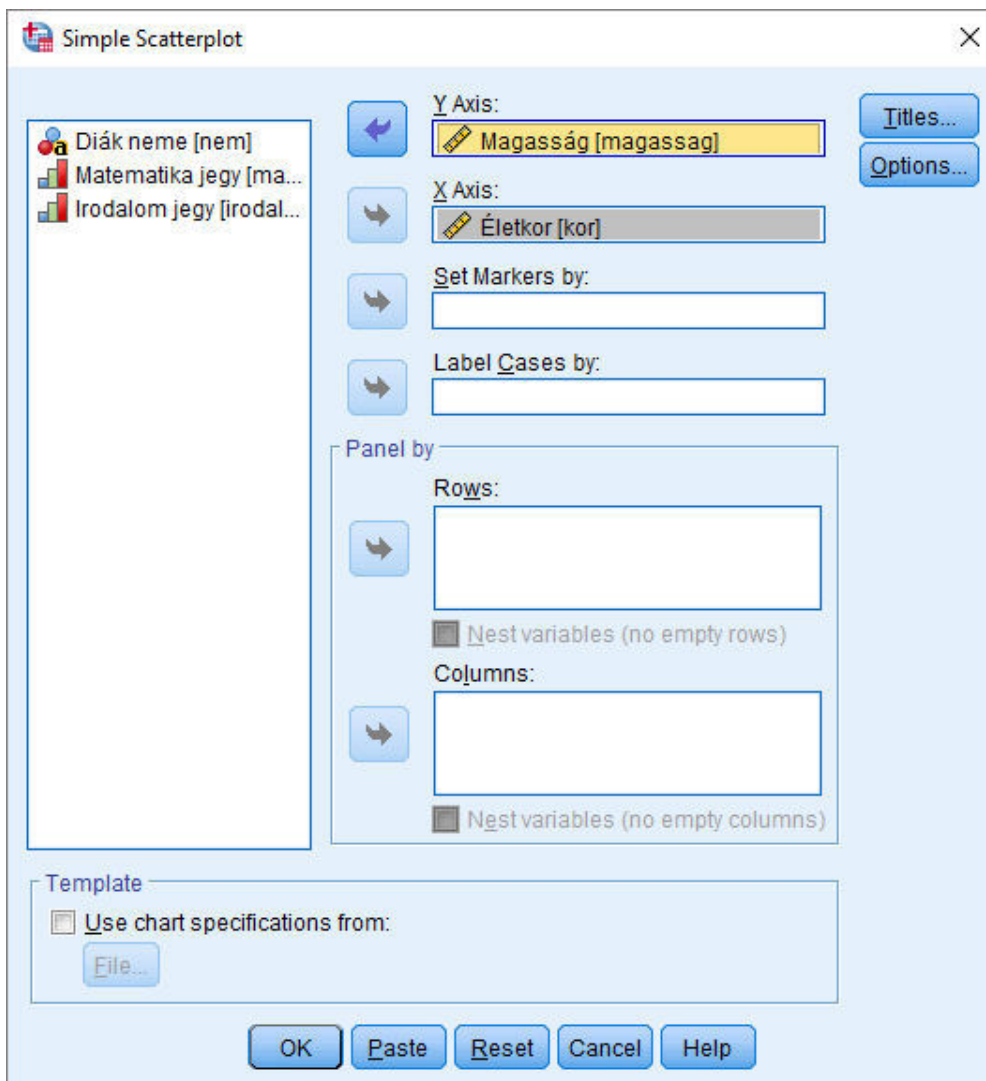 Simple Scatterplot
Diák neme [nem]
Matematika jegy [ma...
Irodalom jegy [irodal...
Y Axis:
Magasság [magassag]
X Axis:
Életkor [kor]
Set Markers by:
Label Cases by:
Panel by
Rows:
Nest variables (no empty rows)
Columns:
Nest variables (no empty columns)
Titles...
Options...
Template
Use chart specifications from:
File...
OK
Paste
Reset
Cancel
Help